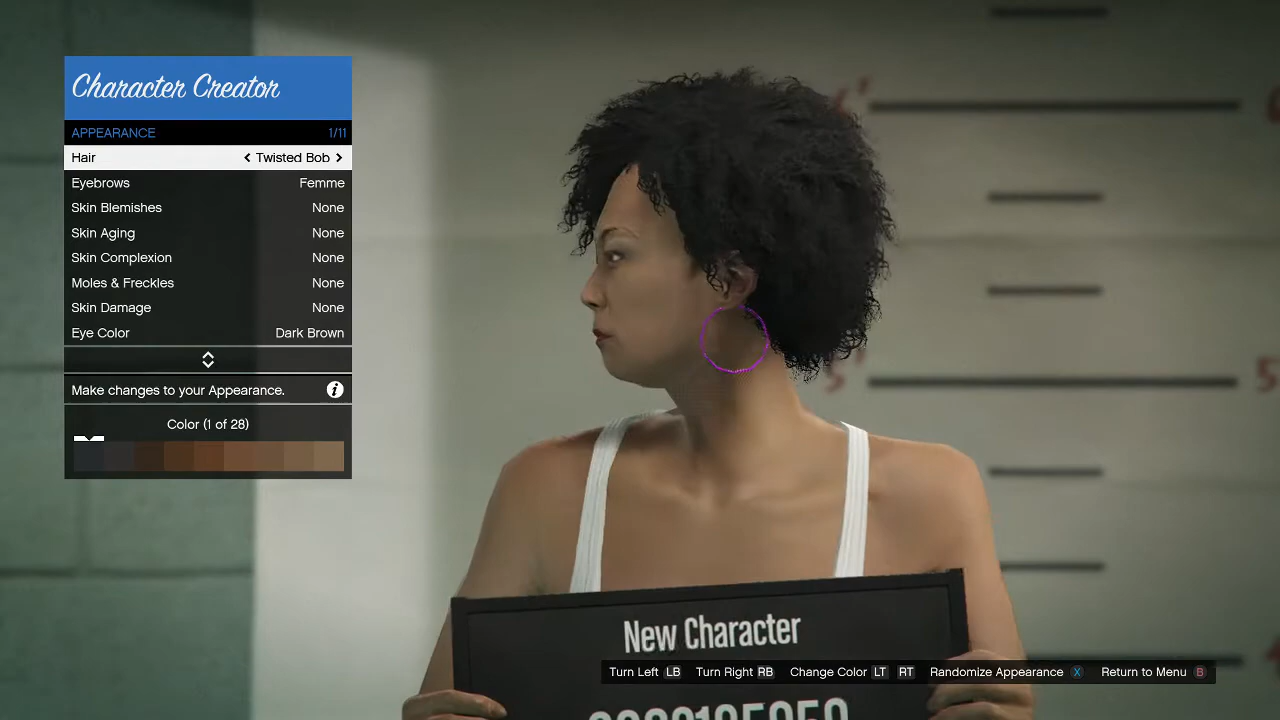 Character Creator
APPEARANCE 1/11
Hair Twisted Bob
Eyebrows Femme
Skin Blemishes None
Skin Aging None
Skin Complexion None
Moles & Freckles None
Skin Damage None
Eye Color Dark Brown
Make changes to your Appearance.
Color (1 of 28)
6'
5'
New Character
Turn Left LB Turn Right RB Change Color LT RT Randomize Appearance X Return to Menu B